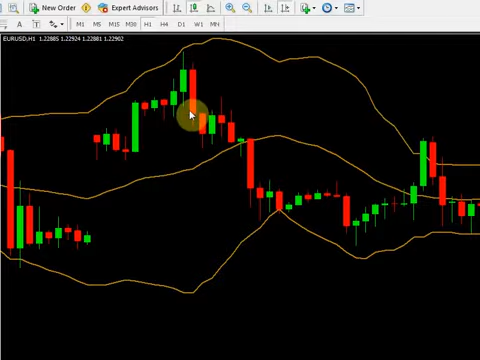 New Order Expert Advisors
A T M1 M5 M15 M30 H1 H4 D1 W1 MN
EURUSD,H1 1.22885 1.22924 1.22881 1.22902